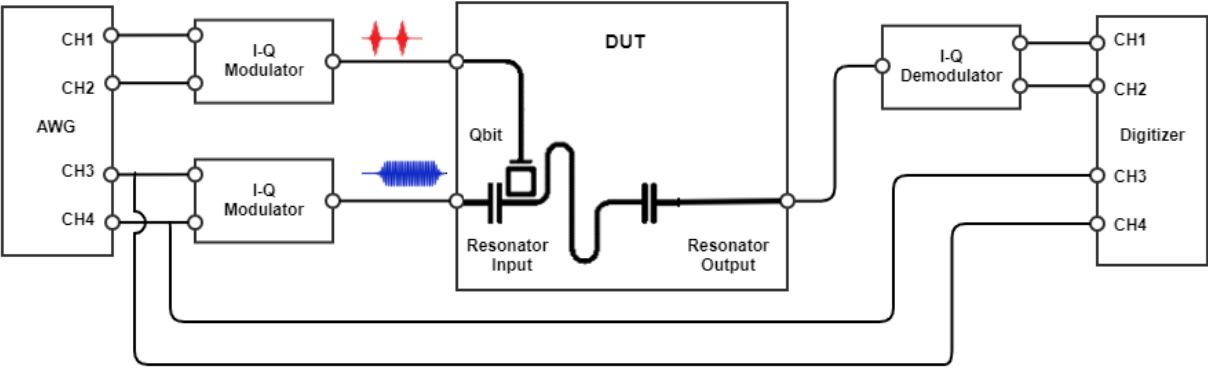 CH1
CH2
AWG
CH3
CH4
I-Q
Modulator
I-Q
Modulator
DUT
Qbit
Resonator
Input
Resonator
Output
I-Q
Demodulator
CH1
CH2
Digitizer
CH3
CH4